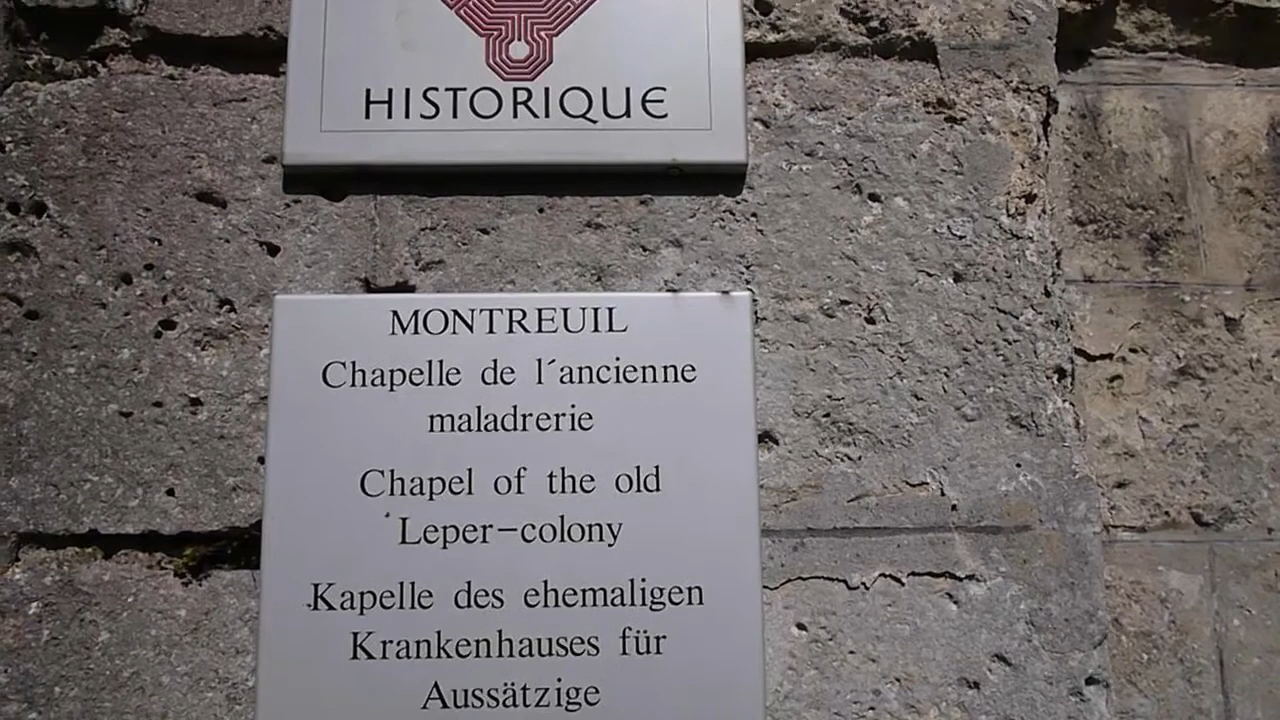 HISTORIQUE
MONTREUIL
Chapelle de l´ancienne
maladrerie
Chapel of the old
Leper-colony
Kapelle des ehemaligen
Krankenhauses für
Aussätzige